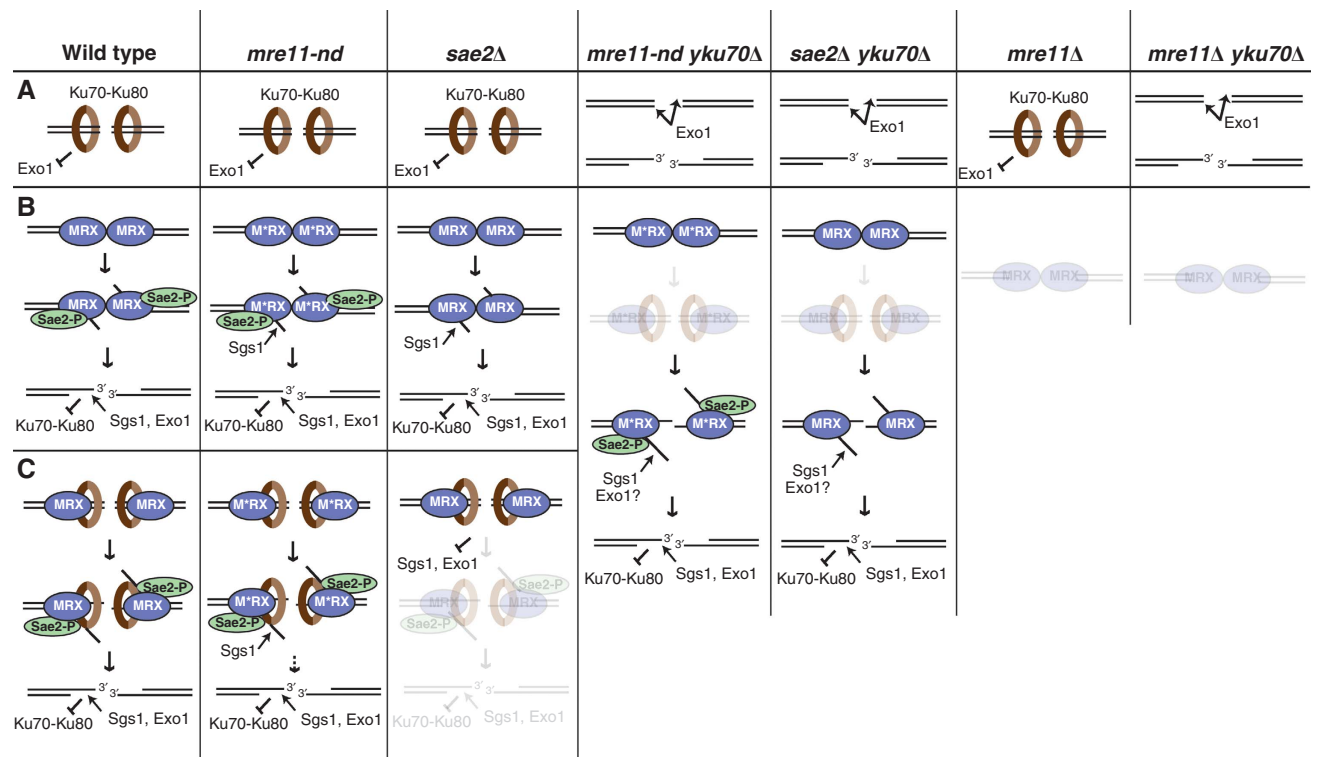 Wild type mre11-nd sae2Δ mre11-nd yku70Δ sae2Δ yku70Δ mre11Δ mre11Δ yku70Δ
A
Ku70-Ku80
Exo1
Ku70-Ku80
Exo1
Ku70-Ku80
Exo1
Exo1
3′ 3′
Exo1
3′ 3′
Ku70-Ku80
Exo1
Exo1
3′ 3′
B
MRX MRX
MRX MRX Sae2-P
Sae2-P
3′ 3′
Ku70-Ku80 Sgs1, Exo1
M*RX M*RX
M*RX M*RX Sae2-P
Sae2-P
Sgs1
3′ 3′
Ku70-Ku80 Sgs1, Exo1
MRX MRX
MRX MRX
Sgs1
3′ 3′
Ku70-Ku80 Sgs1, Exo1
M*RX M*RX
M*RX M*RX
Sae2-P
M*RX M*RX
Sae2-P
Sgs1
Exo1?
3′ 3′
Ku70-Ku80 Sgs1, Exo1
MRX MRX
MRX MRX
MRX MRX
Sgs1
Exo1?
3′ 3′
Ku70-Ku80 Sgs1, Exo1
MRX MRX
MRX MRX
C
MRX MRX
Sae2-P
MRX MRX
Sae2-P
3′ 3′
Ku70-Ku80 Sgs1, Exo1
M*RX M*RX
Sae2-P
M*RX M*RX
Sae2-P
Sgs1
3′ 3′
Ku70-Ku80 Sgs1, Exo1
MRX MRX
Sgs1, Exo1
Sae2-P
MRX MRX
Sae2-P
3′ 3′
Ku70-Ku80 Sgs1, Exo1